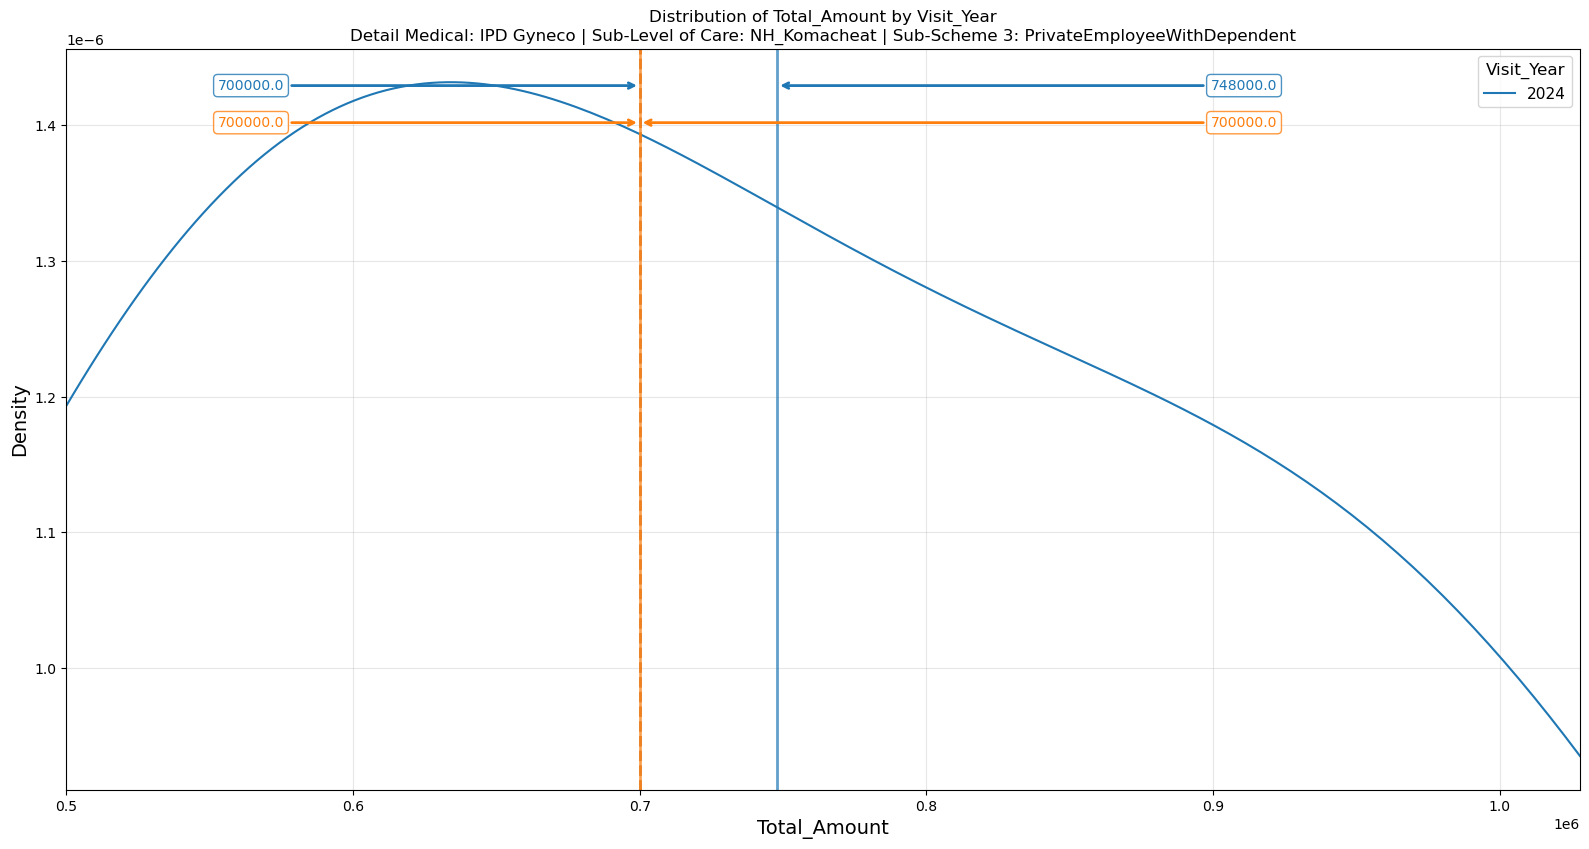 Distribution of Total_Amount by Visit_Year
Detail Medical: IPD Gyneco | Sub-Level of Care: NH_Komacheat | Sub-Scheme 3: PrivateEmployeeWithDependent
1e−6
Visit_Year
2024
700000.0
748000.0
700000.0
700000.0
1.4
1.3
1.2
1.1
1.0
Density
0.5
0.6
0.7
0.8
0.9
1.0
1e6
Total_Amount